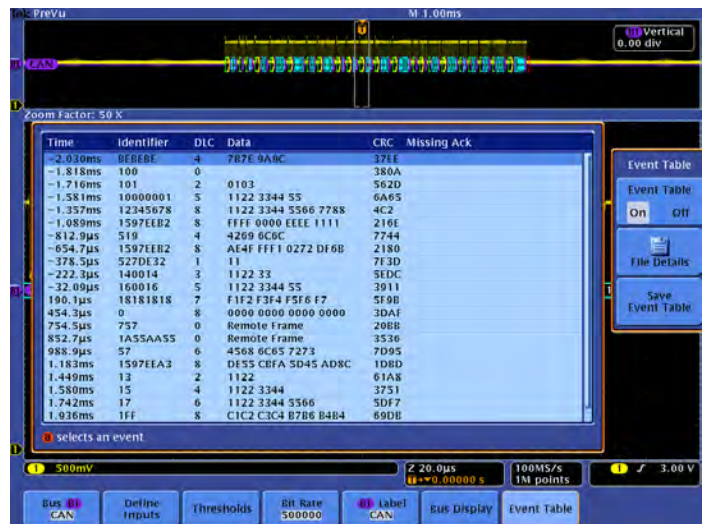 PreVu M 1.00ms
B1 Vertical
0.00 div
B1 CAN
Zoom Factor: 50 X
Time Identifier DLC Data CRC Missing Ack
-2.030ms BEBEBE 4 787E 9A8C 37EE
-1.818ms 100 0 380A
-1.716ms 101 2 0103 562D
-1.581ms 10000001 5 1122 3344 55 6A65
-1.357ms 12345678 8 1122 3344 5566 7788 4C2
-1.089ms 1597EEB2 8 FFFF 0000 EEEE 1111 216E
-812.9µs 519 4 4269 6C6C 7744
-654.7µs 1597EEB2 8 AE4F FFF1 0272 DF6B 2180
-378.5µs 527DE32 1 11 7F3D
-222.3µs 140014 3 1122 33 5EDC
-32.09µs 160016 5 1122 3344 55 3911
190.1µs 18181818 7 F1F2 F3F4 F5F6 F7 5F9B
454.3µs 0 8 0000 0000 0000 0000 3DAF
754.5µs 757 0 Remote Frame 20BB
852.7µs 1A55AA55 0 Remote Frame 3536
988.9µs 57 6 4568 6C65 7273 7D95
1.183ms 1597EEA3 8 DE55 CBFA 5D45 AD8C 1D8D
1.449ms 13 2 1122 61A8
1.580ms 15 4 1122 3344 3751
1.742ms 17 6 1122 3344 5566 5DF7
1.936ms 1FF 8 C1C2 C3C4 B7B6 B4B4 69DB
a selects an event
Event Table
Event Table
On Off
File Details
Save
Event Table
1 500mV
Z 20.0µs
0.00000 s
100MS/s
1M points
1 3.00 V
Bus B1
CAN
Define
Inputs
Thresholds
Bit Rate
500000
B1 Label
CAN
Bus Display
Event Table